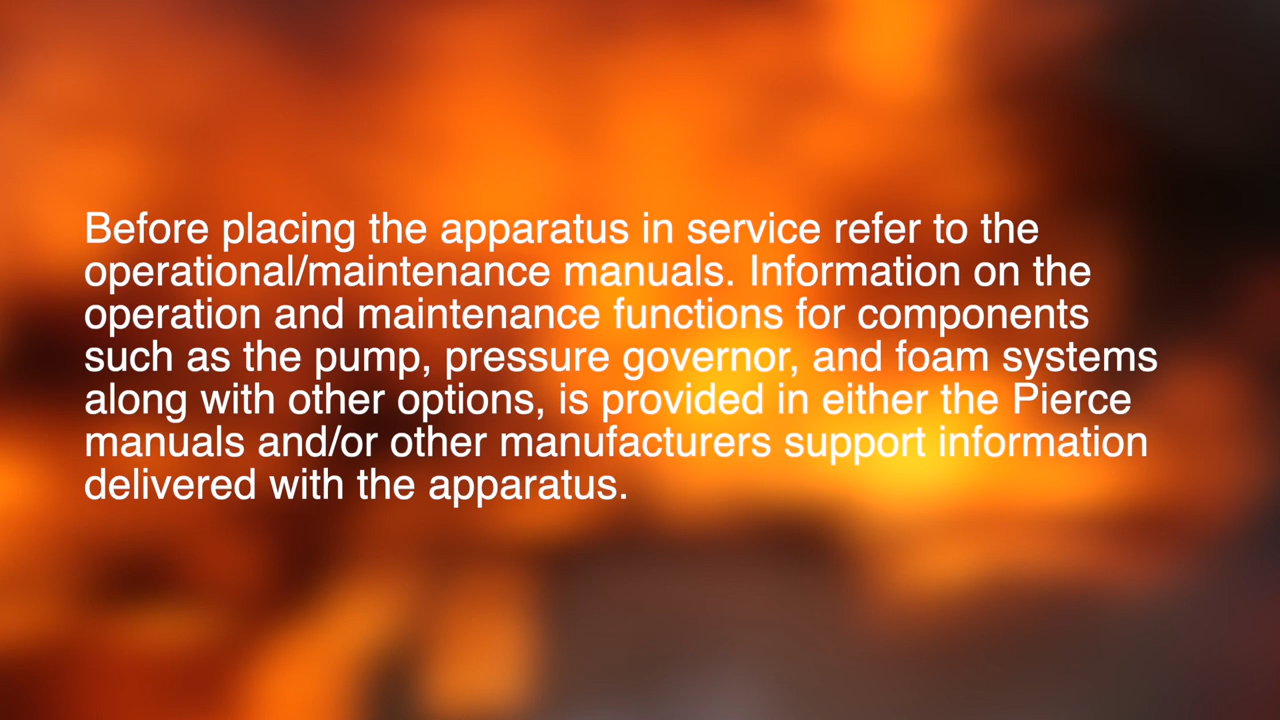 Before placing the apparatus in service refer to the
operational/maintenance manuals. Information on the
operation and maintenance functions for components
such as the pump, pressure governor, and foam systems
along with other options, is provided in either the Pierce
manuals and/or other manufacturers support information
delivered with the apparatus.